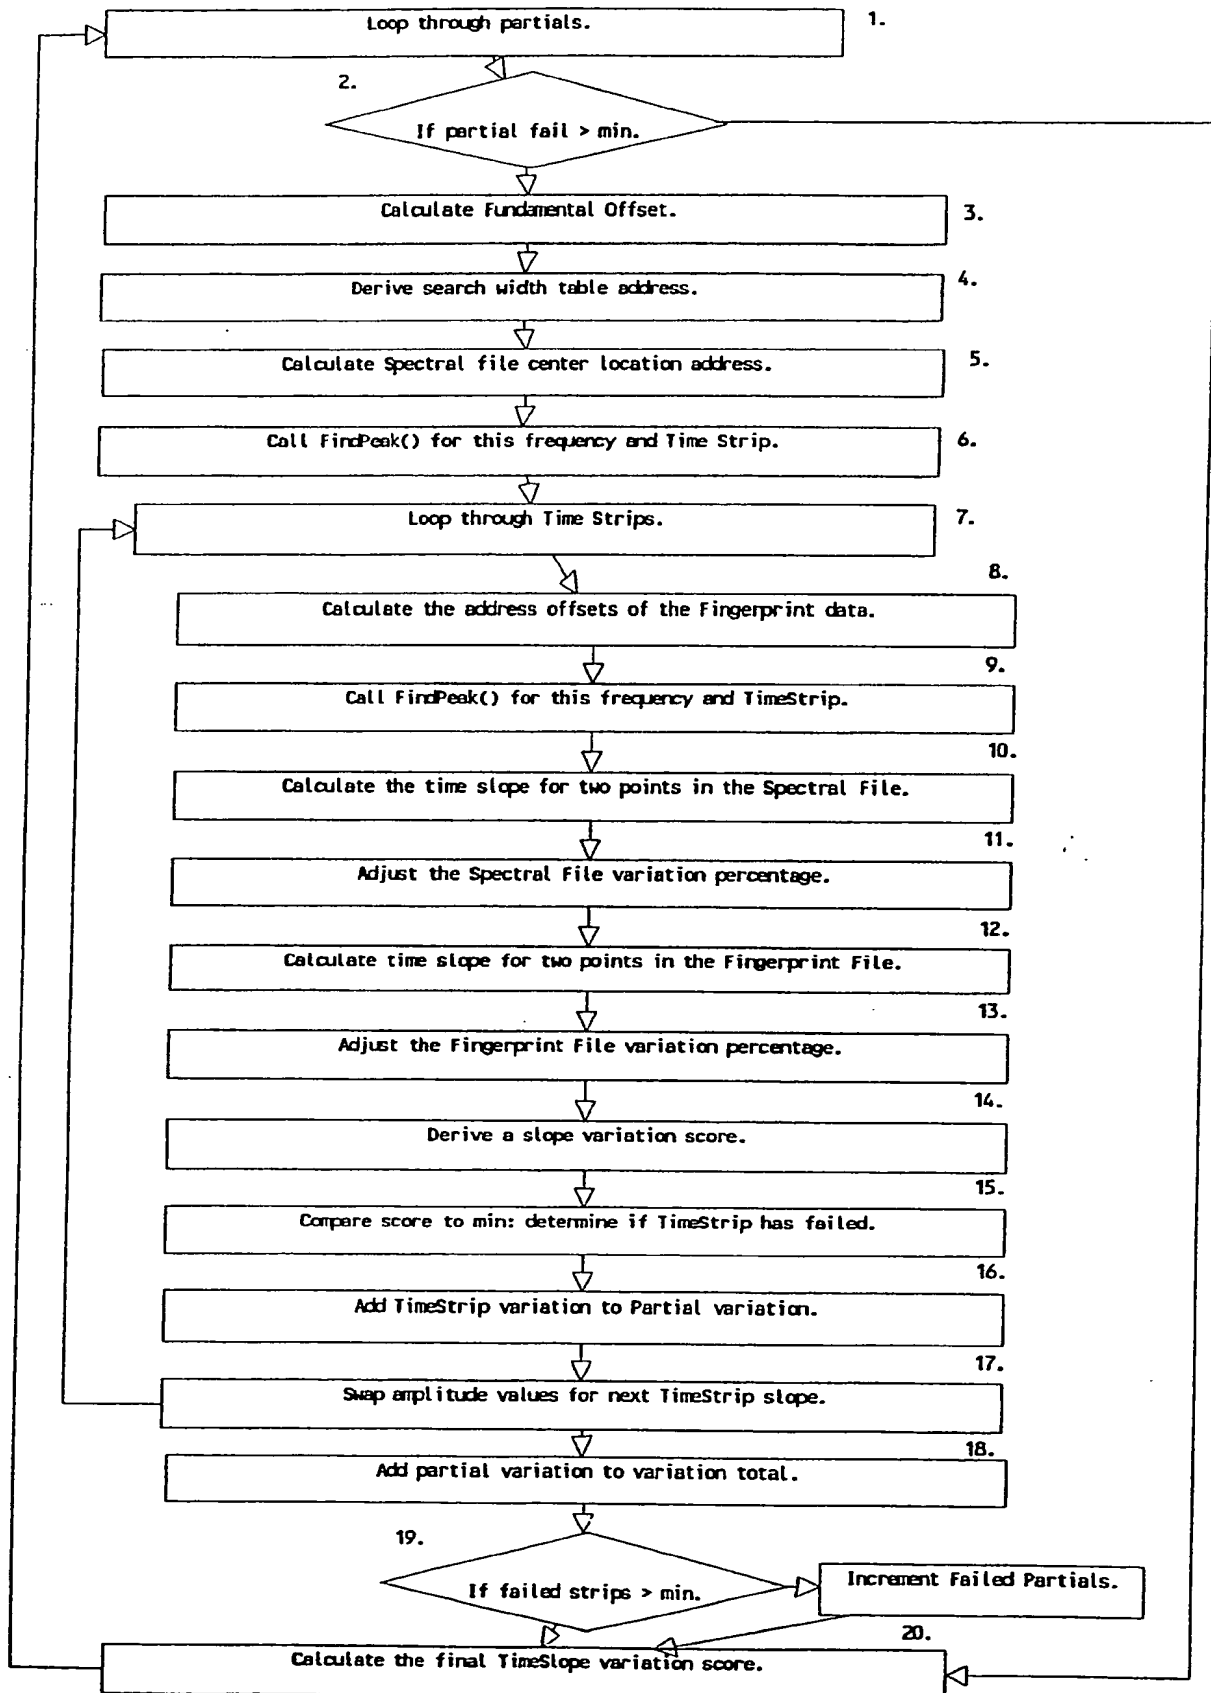 Loop through partials.
1.
2.
If partial fail > min.
Calculate Fundamental Offset.
3.
Derive search width table address.
4.
Calculate Spectral file center location address.
5.
Call FindPeak() for this frequency and Time Strip.
6.
Loop through Time Strips.
7.
8.
Calculate the address offsets of the Fingerprint data.
9.
Call FindPeak() for this frequency and TimeStrip.
10.
Calculate the time slope for two points in the Spectral File.
11.
Adjust the Spectral File variation percentage.
12.
Calculate time slope for two points in the Fingerprint File.
13.
Adjust the Fingerprint File variation percentage.
14.
Derive a slope variation score.
15.
Compare score to min: determine if TimeStrip has failed.
16.
Add TimeStrip variation to Partial variation.
17.
Swap amplitude values for next TimeStrip slope.
18.
Add partial variation to variation total.
19.
If failed strips > min.
Increment Failed Partials.
20.
Calculate the final TimeSlope variation score.